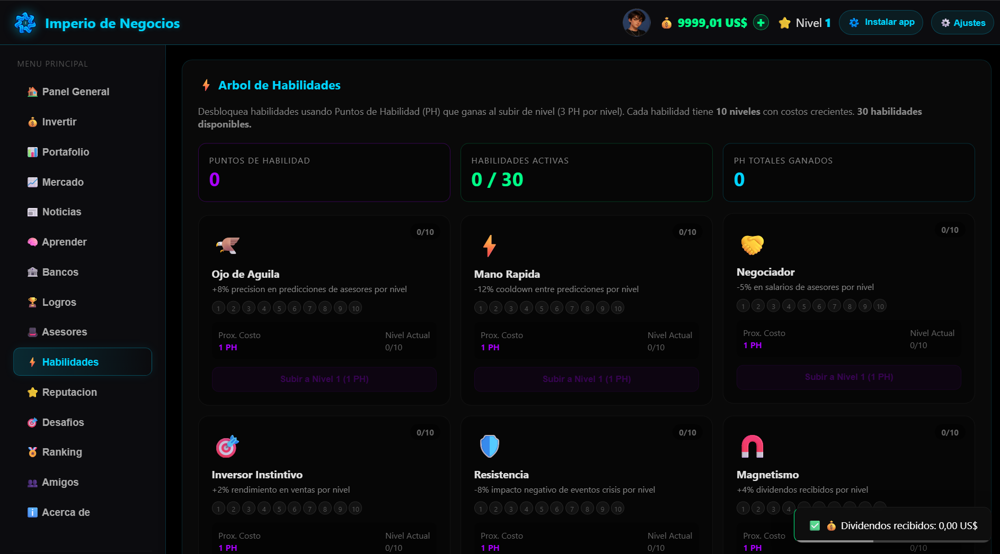 Imperio de Negocios
9999,01 US$
Nivel 1
Instalar app
Ajustes
MENU PRINCIPAL
Panel General
Invertir
Portafolio
Mercado
Noticias
Aprender
Bancos
Logros
Asesores
Habilidades
Reputacion
Desafios
Ranking
Amigos
Acerca de
Arbol de Habilidades
Desbloquea habilidades usando Puntos de Habilidad (PH) que ganas al subir de nivel (3 PH por nivel). Cada habilidad tiene 10 niveles con costos crecientes. 30 habilidades
disponibles.
PUNTOS DE HABILIDAD
0
HABILIDADES ACTIVAS
0 / 30
PH TOTALES GANADOS
0
0/10
Ojo de Aguila
+8% precision en predicciones de asesores por nivel
1 2 3 4 5 6 7 8 9 10
Prox. Costo
1 PH
Nivel Actual
0/10
Subir a Nivel 1 (1 PH)
0/10
Mano Rapida
-12% cooldown entre predicciones por nivel
1 2 3 4 5 6 7 8 9 10
Prox. Costo
1 PH
Nivel Actual
0/10
Subir a Nivel 1 (1 PH)
0/10
Negociador
-5% en salarios de asesores por nivel
1 2 3 4 5 6 7 8 9 10
Prox. Costo
1 PH
Nivel Actual
0/10
Subir a Nivel 1 (1 PH)
0/10
Inversor Instintivo
+2% rendimiento en ventas por nivel
1 2 3 4 5 6 7 8 9 10
Prox. Costo
1 PH
Nivel Actual
0/10
0/10
Resistencia
-8% impacto negativo de eventos crisis por nivel
1 2 3 4 5 6 7 8 9 10
Prox. Costo
1 PH
Nivel Actual
0/10
0/10
Magnetismo
+4% dividendos recibidos por nivel
1 2 3 4
Prox. Costo
1 PH
0/10
Dividendos recibidos: 0,00 US$